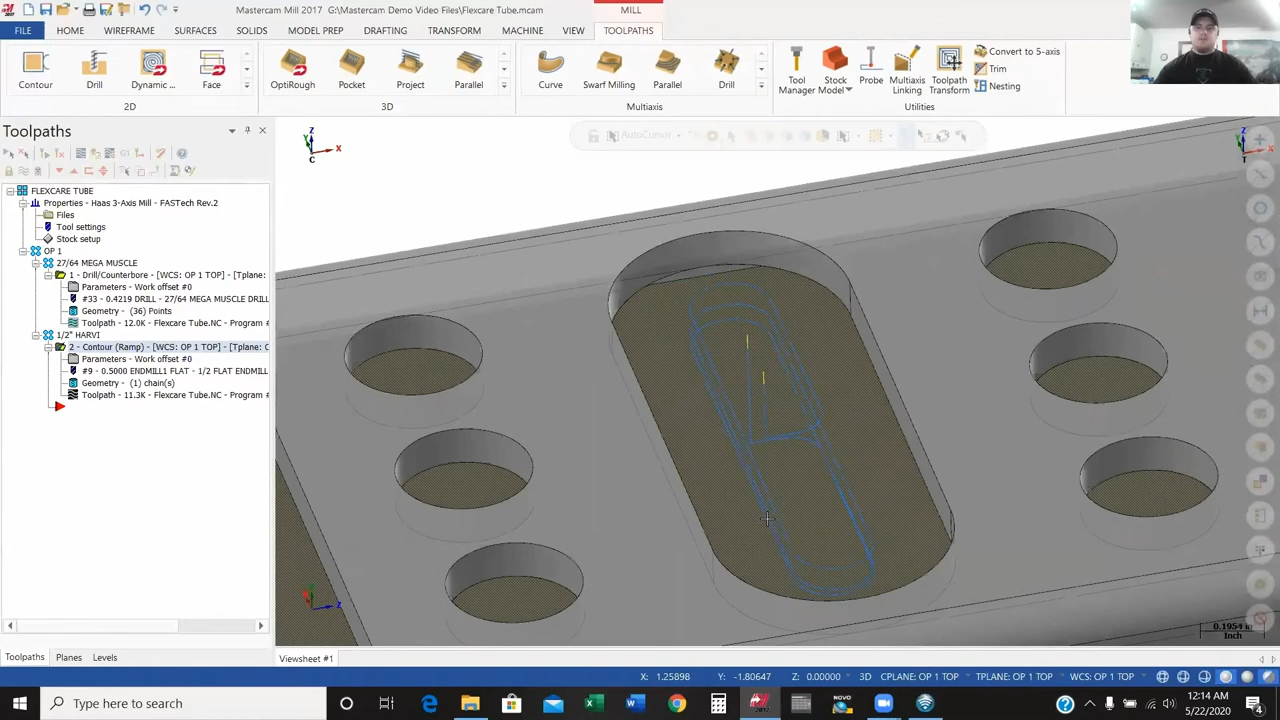 Mastercam Mill 2017 G:\Mastercam Demo Video Files\Flexcare Tube.mcam
MILL
FILE HOME WIREFRAME SURFACES SOLIDS MODEL PREP DRAFTING TRANSFORM MACHINE VIEW TOOLPATHS
Contour Drill Dynamic ... Face
OptiRough Pocket Project Parallel
Curve Swarf Milling Parallel Drill
Tool Manager Stock Model Probe Multiaxis Linking Toolpath Transform
Convert to 5-axis
Trim
Nesting
2D 3D Multiaxis Utilities
Toolpaths
AutoCursor
FLEXCARE TUBE
Properties - Haas 3-Axis Mill - FASTech Rev.2
Files
Tool settings
Stock setup
OP 1
27/64 MEGA MUSCLE
1 - Drill/Counterbore - [WCS: OP 1 TOP] - [Tplane:
Parameters - Work offset #0
#33 - 0.4219 DRILL - 27/64 MEGA MUSCLE DRILL
Geometry - (36) Points
Toolpath - 12.0K - Flexcare Tube.NC - Program #
1/2" HARVI
2 - Contour (Ramp) - [WCS: OP 1 TOP] - [Tplane: C
Parameters - Work offset #0
#9 - 0.5000 ENDMILL1 FLAT - 1/2 FLAT ENDMILL
Geometry - (1) chain(s)
Toolpath - 11.3K - Flexcare Tube.NC - Program #
Z
Y
X
C
Z
X
T
Z
0.1954 in
Inch
Toolpaths Planes Levels
Viewsheet #1
X: 1.25898 Y: -1.80647 Z: 0.00000 3D CPLANE: OP 1 TOP TPLANE: OP 1 TOP WCS: OP 1 TOP
Type here to search
NOVO
12:14 AM
5/22/2020